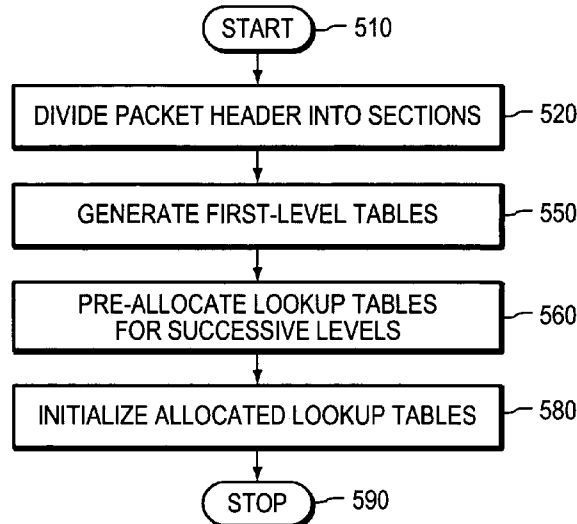 START 510
DIVIDE PACKET HEADER INTO SECTIONS 520
GENERATE FIRST-LEVEL TABLES 550
PRE-ALLOCATE LOOKUP TABLES
FOR SUCCESSIVE LEVELS 560
INITIALIZE ALLOCATED LOOKUP TABLES 580
STOP 590